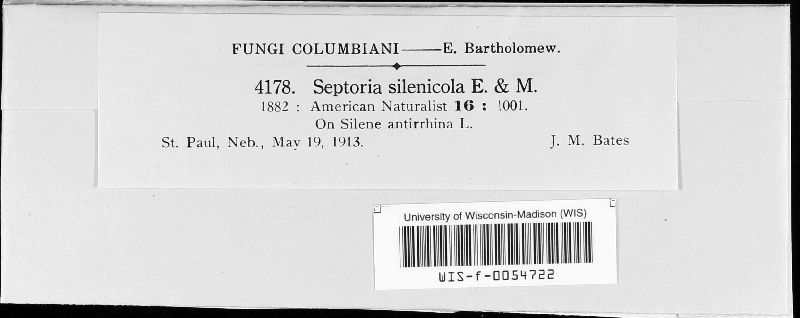 FUNGI COLUMBIANI——E. Bartholomew.
4178. Septoria silenicola E. & M.
1882 : American Naturalist 16 : 1001.
On Silene antirrhina L.
St. Paul, Neb., May 19, 1913. J. M. Bates
University of Wisconsin-Madison (WIS)
WIS-f-0054722